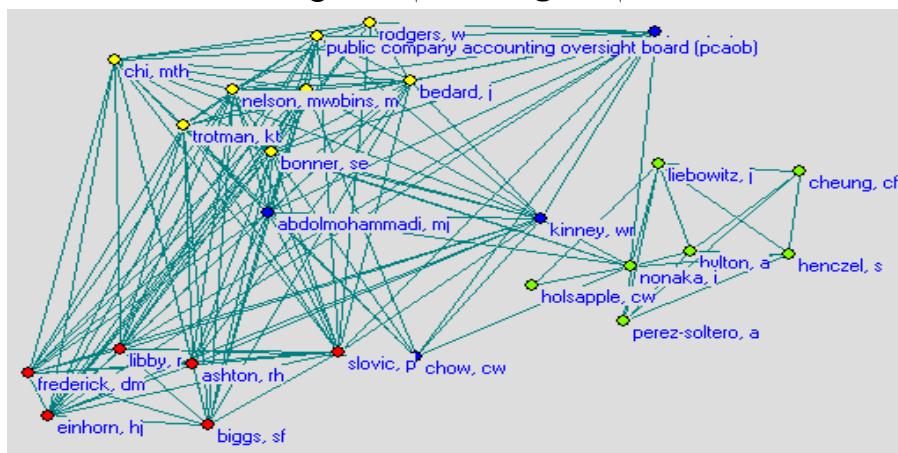 rodgers, w
public company accounting oversight board (pcaob)
chi, mth
bedard, j
nelson, m
trotman, kt
bonner, se
liebowitz, j
cheung, cf
abdolmohammadi, mj
kinney, wr
hylton, a
henczel, s
nonaka, i
holsapple, cw
perez-soltero, a
libby, r
slovic, p
chow, cw
ashton, rh
frederick, dm
einhorn, hj
biggs, sf